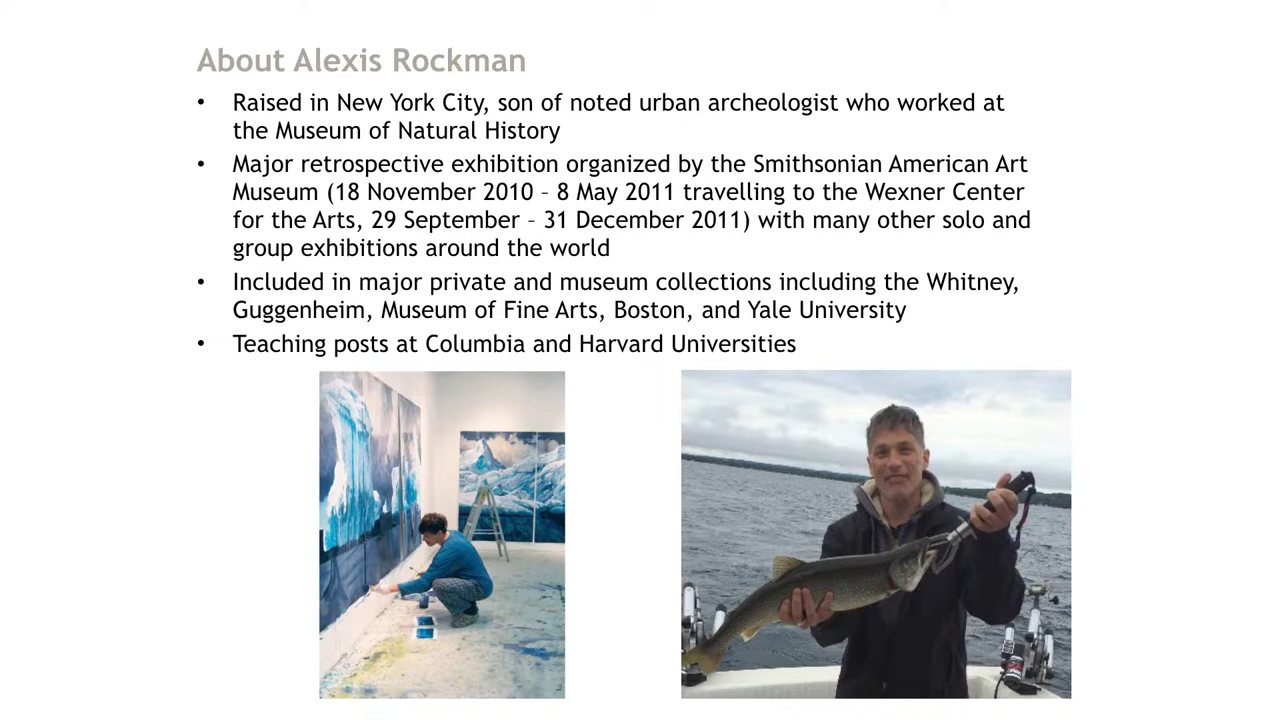 About Alexis Rockman
• Raised in New York City, son of noted urban archeologist who worked at
the Museum of Natural History
• Major retrospective exhibition organized by the Smithsonian American Art
Museum (18 November 2010 – 8 May 2011 travelling to the Wexner Center
for the Arts, 29 September – 31 December 2011) with many other solo and
group exhibitions around the world
• Included in major private and museum collections including the Whitney,
Guggenheim, Museum of Fine Arts, Boston, and Yale University
• Teaching posts at Columbia and Harvard Universities